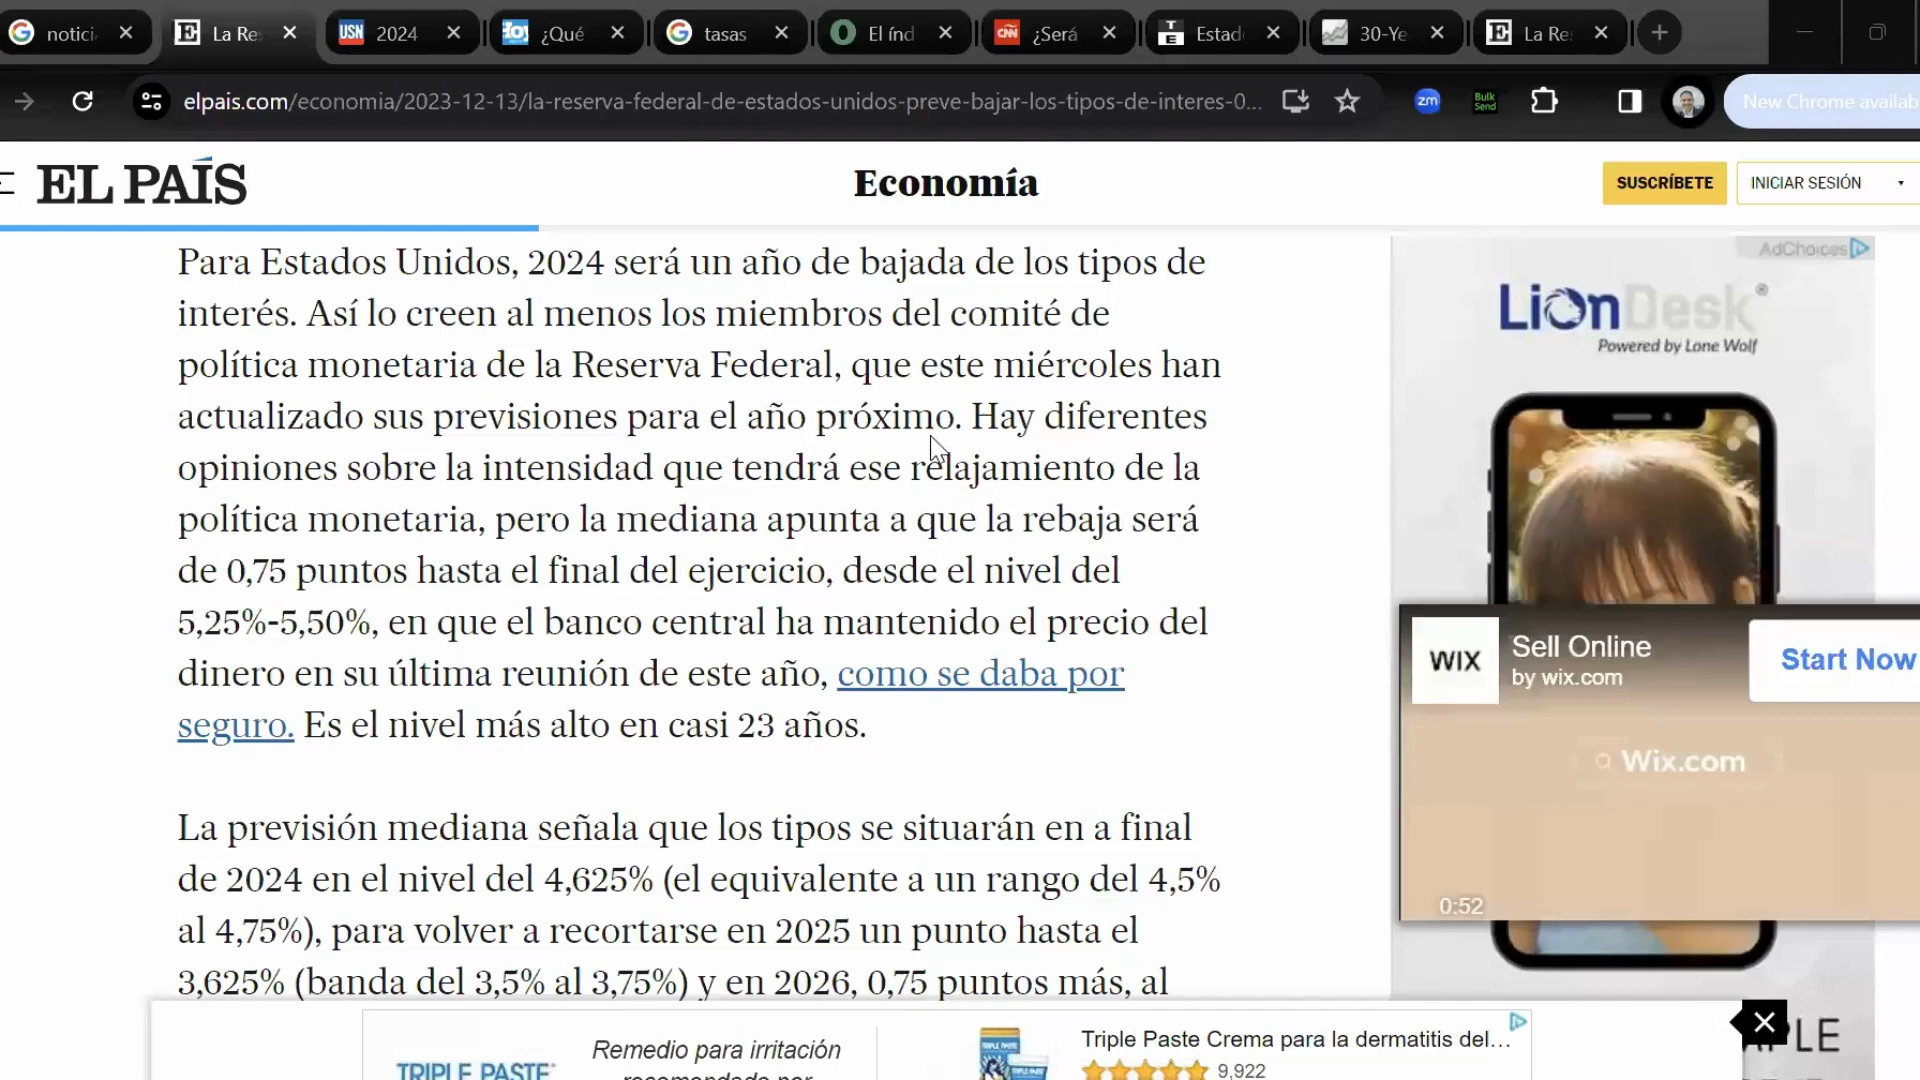 notici
La Re
USN 2024
101 ¿Qué
tasas
El índ
CÑN ¿Será
TE Estad
30-Ye
La Re
elpais.com/economia/2023-12-13/la-reserva-federal-de-estados-unidos-preve-bajar-los-tipos-de-interes-0...
zm
Bulk
Send
New Chrome availab
EL PAÍS
Economía
SUSCRÍBETE
INICIAR SESIÓN
Para Estados Unidos, 2024 será un año de bajada de los tipos de
interés. Así lo creen al menos los miembros del comité de
política monetaria de la Reserva Federal, que este miércoles han
actualizado sus previsiones para el año próximo. Hay diferentes
opiniones sobre la intensidad que tendrá ese relajamiento de la
política monetaria, pero la mediana apunta a que la rebaja será
de 0,75 puntos hasta el final del ejercicio, desde el nivel del
5,25%-5,50%, en que el banco central ha mantenido el precio del
dinero en su última reunión de este año, como se daba por
seguro. Es el nivel más alto en casi 23 años.
La previsión mediana señala que los tipos se situarán en a final
de 2024 en el nivel del 4,625% (el equivalente a un rango del 4,5%
al 4,75%), para volver a recortarse en 2025 un punto hasta el
3,625% (banda del 3,5% al 3,75%) y en 2026, 0,75 puntos más, al
AdChoices
LionDesk®
Powered by Lone Wolf
WIX
Sell Online
by wix.com
Start Now
Wix.com
0:52
PLE
TRIPLE PASTE
Remedio para irritación
recomendado por
Triple Paste Crema para la dermatitis del...
9,922